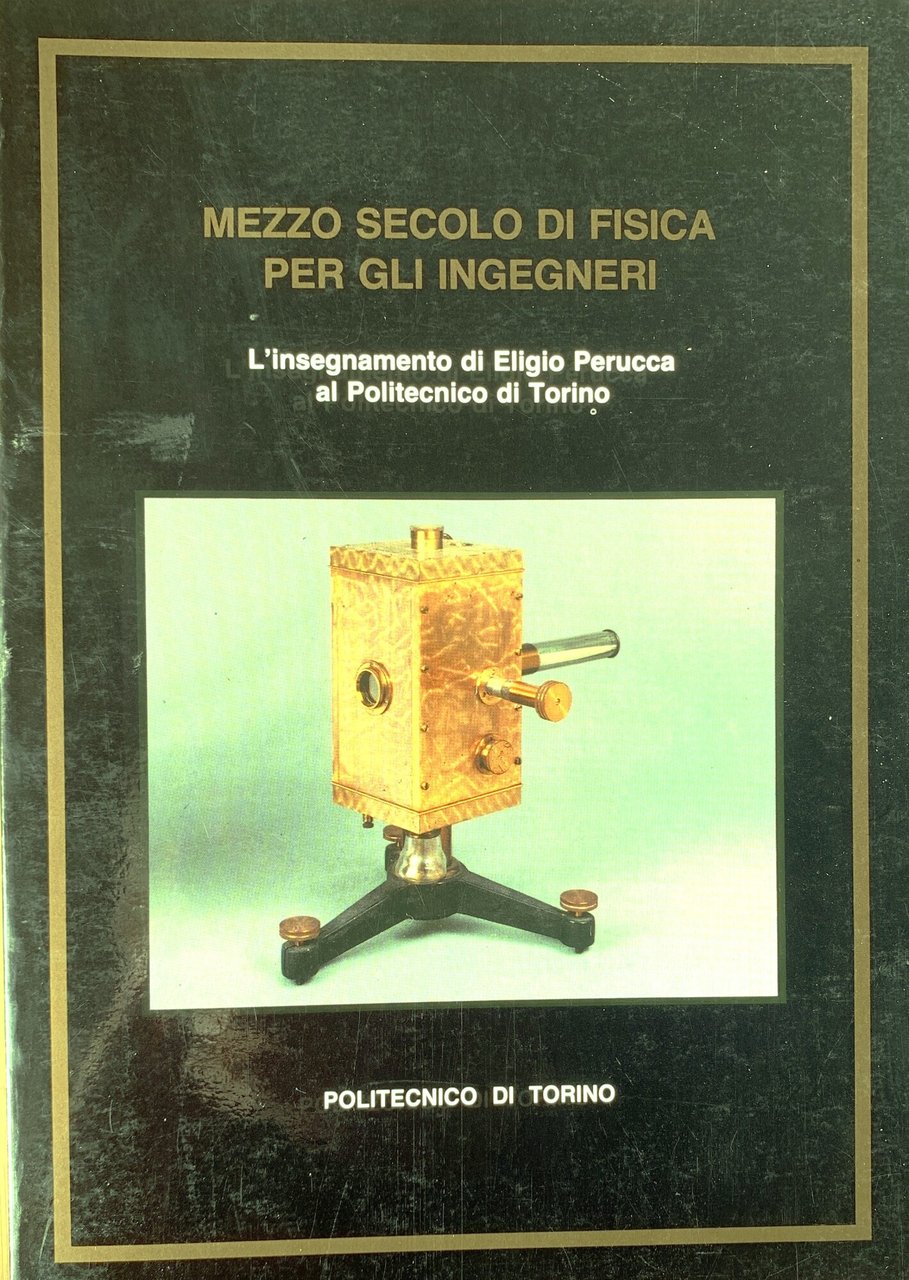 MEZZO SECOLO DI FISICA
PER GLI INGEGNERI
L'insegnamento di Eligio Perucca
al Politecnico di Torino
POLITECNICO DI TORINO